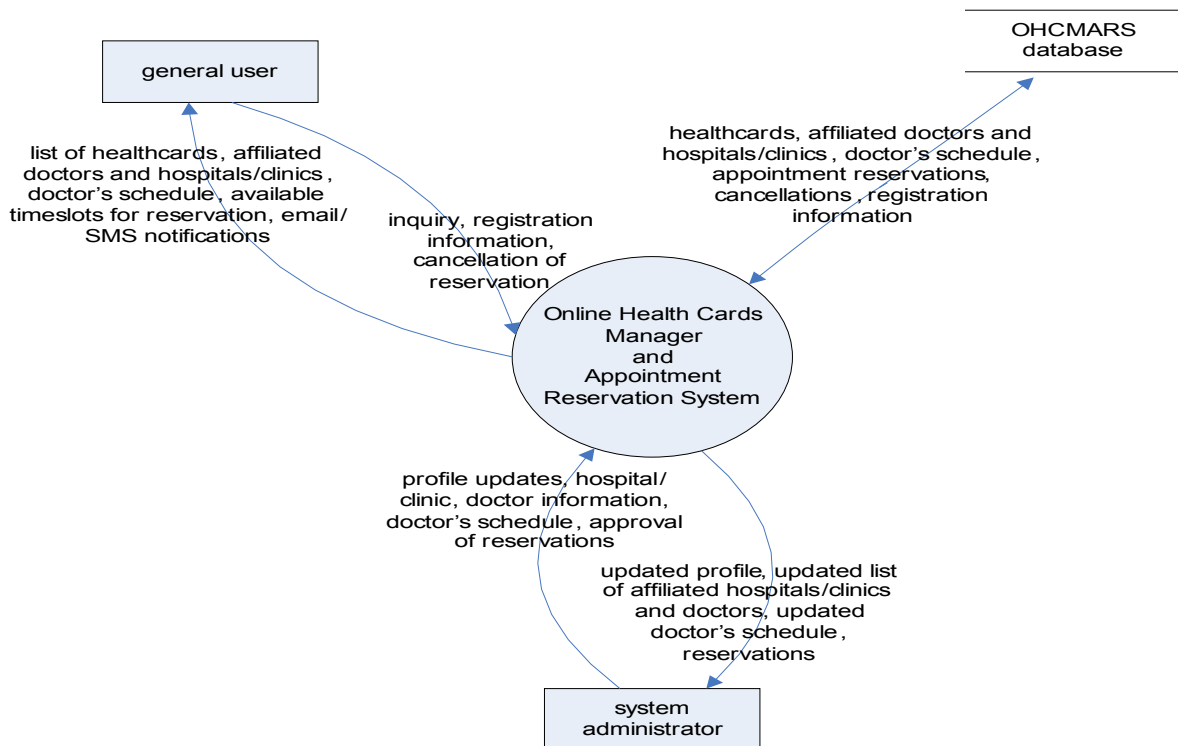 general user
OHCMARS
database
list of healthcards, affiliated
doctors and hospitals/clinics,
doctor's schedule, available
timeslots for reservation, email/
SMS notifications
inquiry, registration
information,
cancellation of
reservation
healthcards, affiliated doctors and
hospitals/clinics, doctor's schedule,
appointment reservations,
cancellations, registration
information
Online Health Cards
Manager
and
Appointment
Reservation System
profile updates, hospital/
clinic, doctor information,
doctor's schedule, approval
of reservations
updated profile, updated list
of affiliated hospitals/clinics
and doctors, updated
doctor's schedule,
reservations
system
administrator